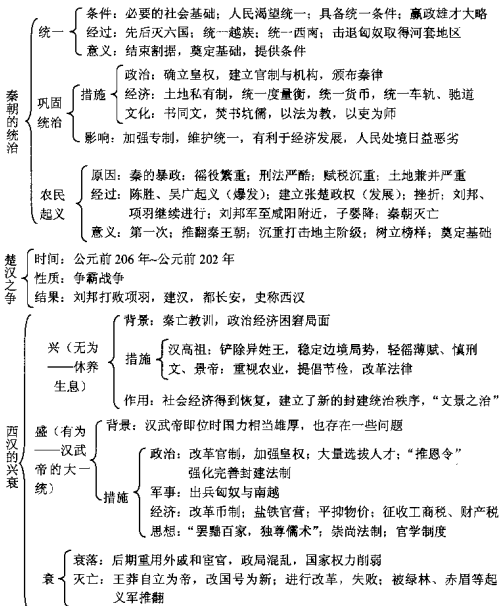 条件：必要的社会基础；人民渴望统一；具备统一条件；嬴政雄才大略
统一
经过：先后灭六国；统一越族；统一西南；击退匈奴取得河套地区
意义：结束割据，奠定基础，提供条件
秦朝的统治
政治：确立皇权，建立官制与机构，颁布秦律
巩固统治
措施
经济：土地私有制，统一度量衡，统一货币，统一车轨、驰道
文化：书同文，焚书坑儒，以法为教，以吏为师
影响：加强专制，维护统一，有利于经济发展，人民处境日益恶劣
原因：秦的暴政：徭役繁重；刑法严酷；赋税沉重；土地兼并严重
农民起义
经过：陈胜、吴广起义（爆发）；建立张楚政权（发展）；挫折；刘邦、
项羽继续进行；刘邦军至咸阳附近，子婴降；秦朝灭亡
意义：第一次；推翻秦王朝；沉重打击地主阶级；树立榜样；奠定基础
楚汉之争
时间：公元前206年~公元前202年
性质：争霸战争
结果：刘邦打败项羽，建汉，都长安，史称西汉
西汉的兴衰
背景：秦亡教训，政治经济困窘局面
兴（无为
——休养
生息）
措施
汉高祖：铲除异姓王，稳定边境局势，轻徭薄赋、慎刑
文、景帝：重视农业，提倡节俭，改革法律
作用：社会经济得到恢复，建立了新的封建统治秩序，“文景之治”
盛（有为
——汉武
帝的大一
统）
背景：汉武帝即位时国力相当雄厚，也存在一些问题
措施
政治：改革官制，加强皇权；大量选拔人才；“推恩令”
强化完善封建法制
军事：出兵匈奴与南越
经济：改革币制；盐铁官营；平抑物价；征收工商税、财产税
思想：“罢黜百家，独尊儒术”；崇尚法制；官学制度
衰
衰落：后期重用外戚和宦官，政局混乱，国家权力削弱
灭亡：王莽自立为帝，改国号为新；进行改革，失败；被绿林、赤眉等起
义军推翻